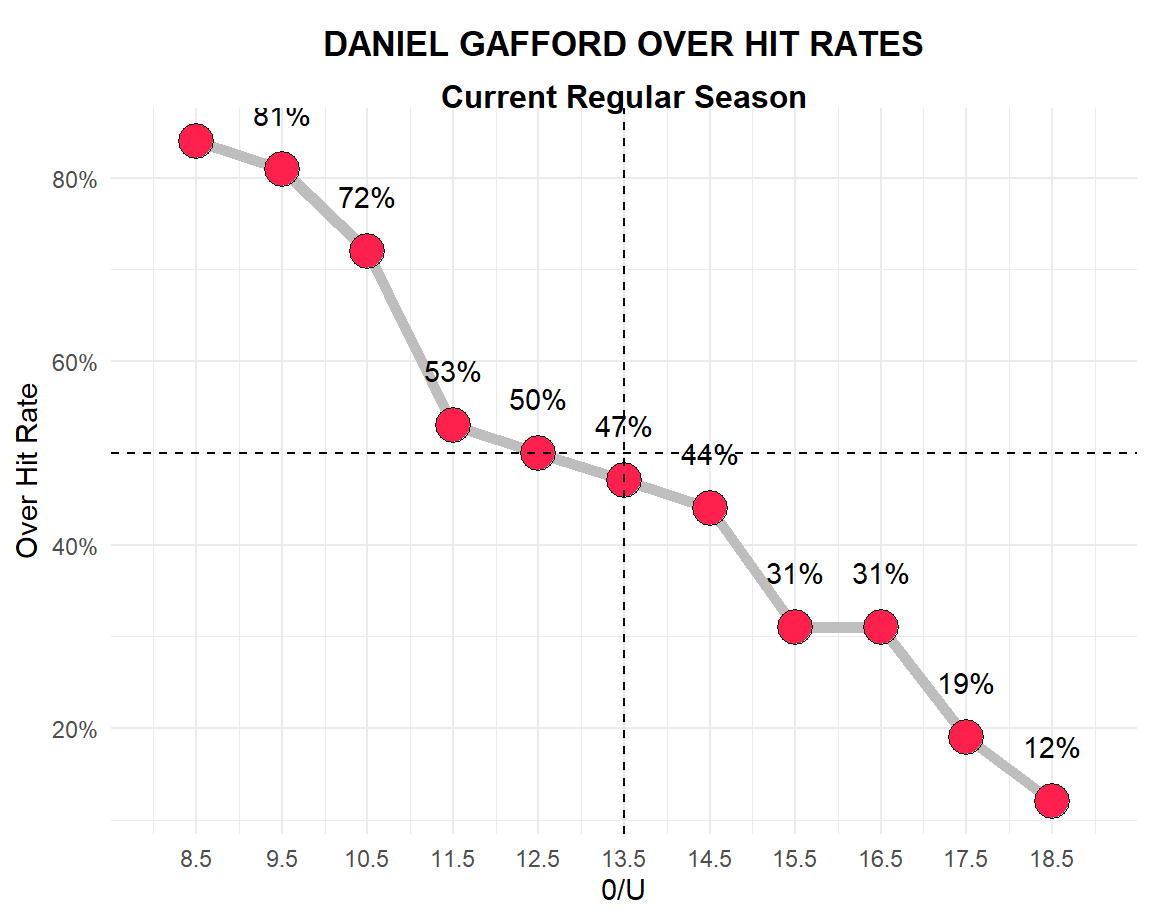 DANIEL GAFFORD OVER HIT RATES
Current Regular Season
81%
72%
53%
50%
47%
44%
31%
31%
19%
12%
80%
60%
40%
20%
Over Hit Rate
8.5 9.5 10.5 11.5 12.5 13.5 14.5 15.5 16.5 17.5 18.5
0/U